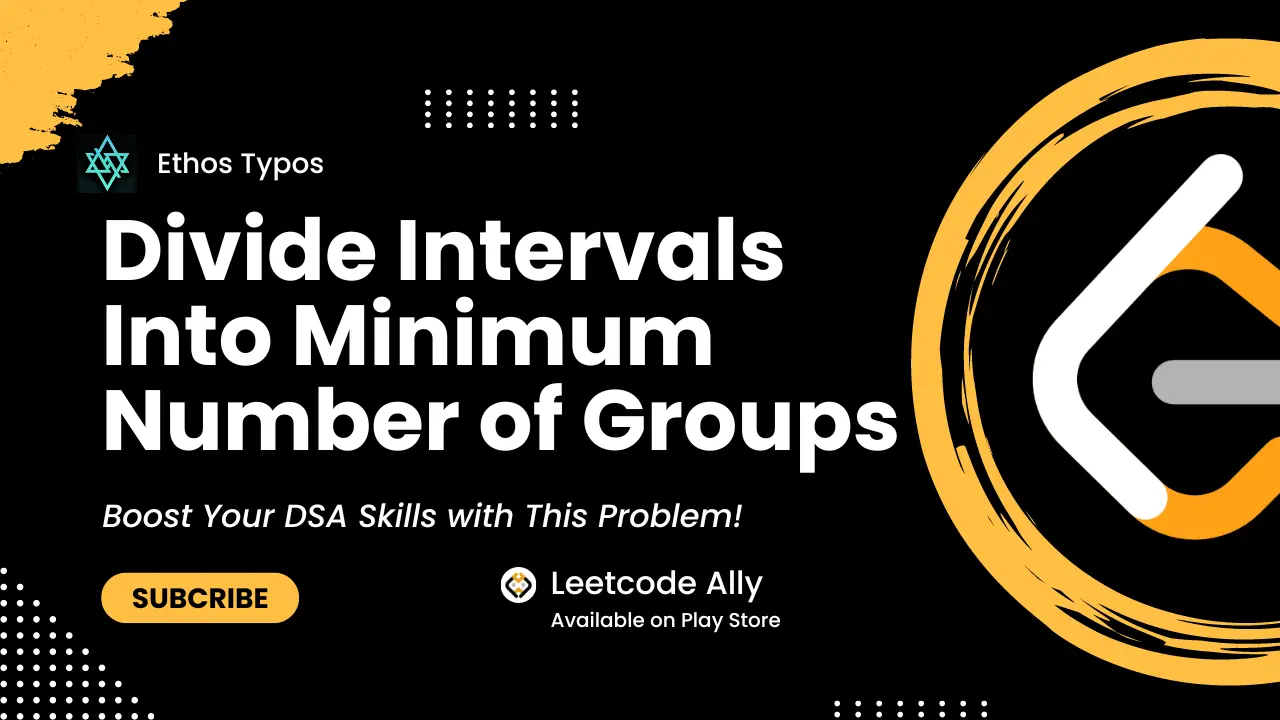 Ethos Typos
Divide Intervals
Into Minimum
Number of Groups
Boost Your DSA Skills with This Problem!
SUBCRIBE
Leetcode Ally
Available on Play Store